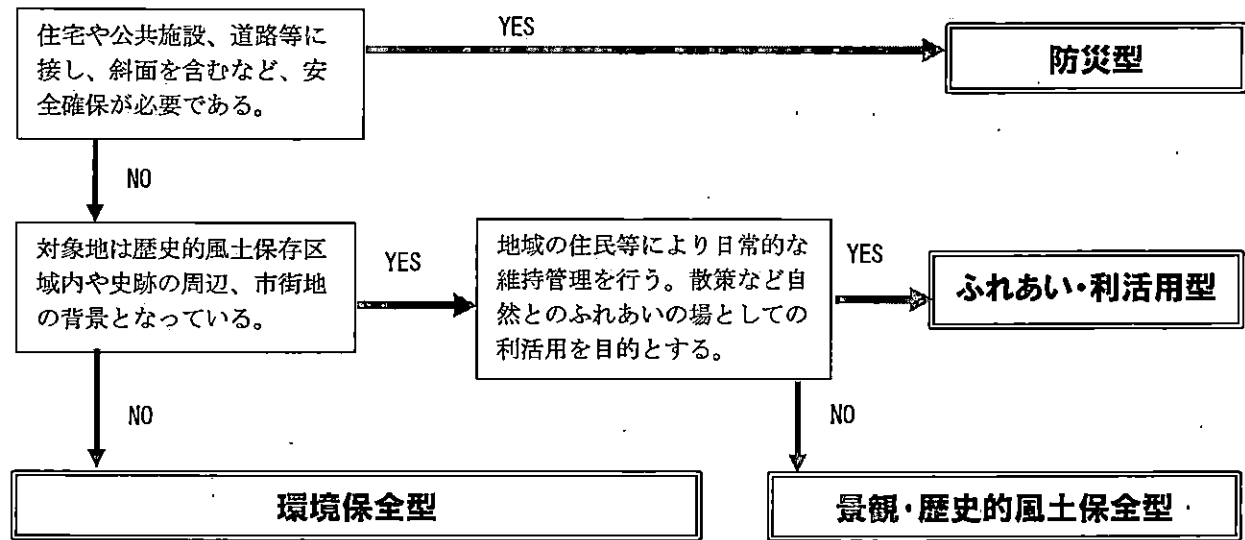 住宅や公共施設、道路等に
接し、斜面を含むなど、安
全確保が必要である。
YES
防災型
NO
対象地は歴史的風土保存区
域内や史跡の周辺、市街地
の背景となっている。
YES
地域の住民等により日常的な
維持管理を行う。散策など自
然とのふれあいの場としての
利活用を目的とする。
YES
ふれあい・利活用型
NO
NO
環境保全型
景観・歴史的風土保全型